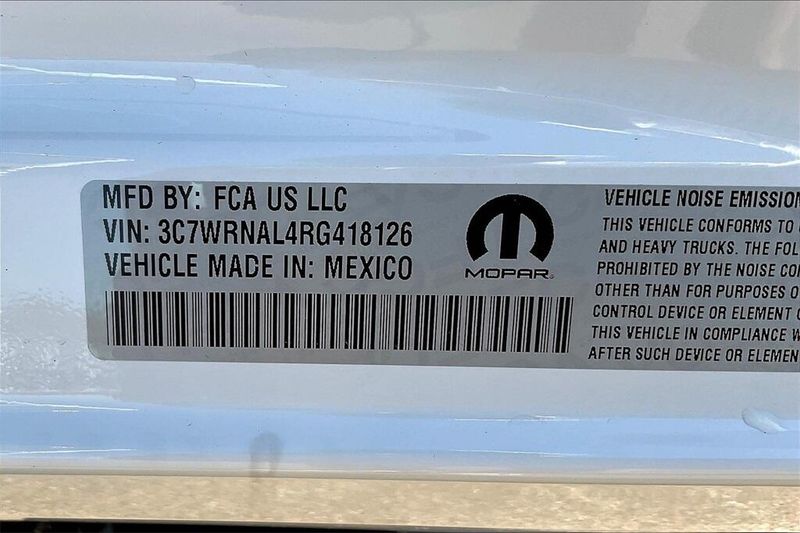 MFD BY: FCA US LLC
VIN: 3C7WRNAL4RG418126
VEHICLE MADE IN: MEXICO
MOPAR
VEHICLE NOISE EMISSION
THIS VEHICLE CONFORMS TO
AND HEAVY TRUCKS. THE FOL
PROHIBITED BY THE NOISE CON
OTHER THAN FOR PURPOSES O
CONTROL DEVICE OR ELEMENT O
THIS VEHICLE IN COMPLIANCE W
AFTER SUCH DEVICE OR ELEMEN